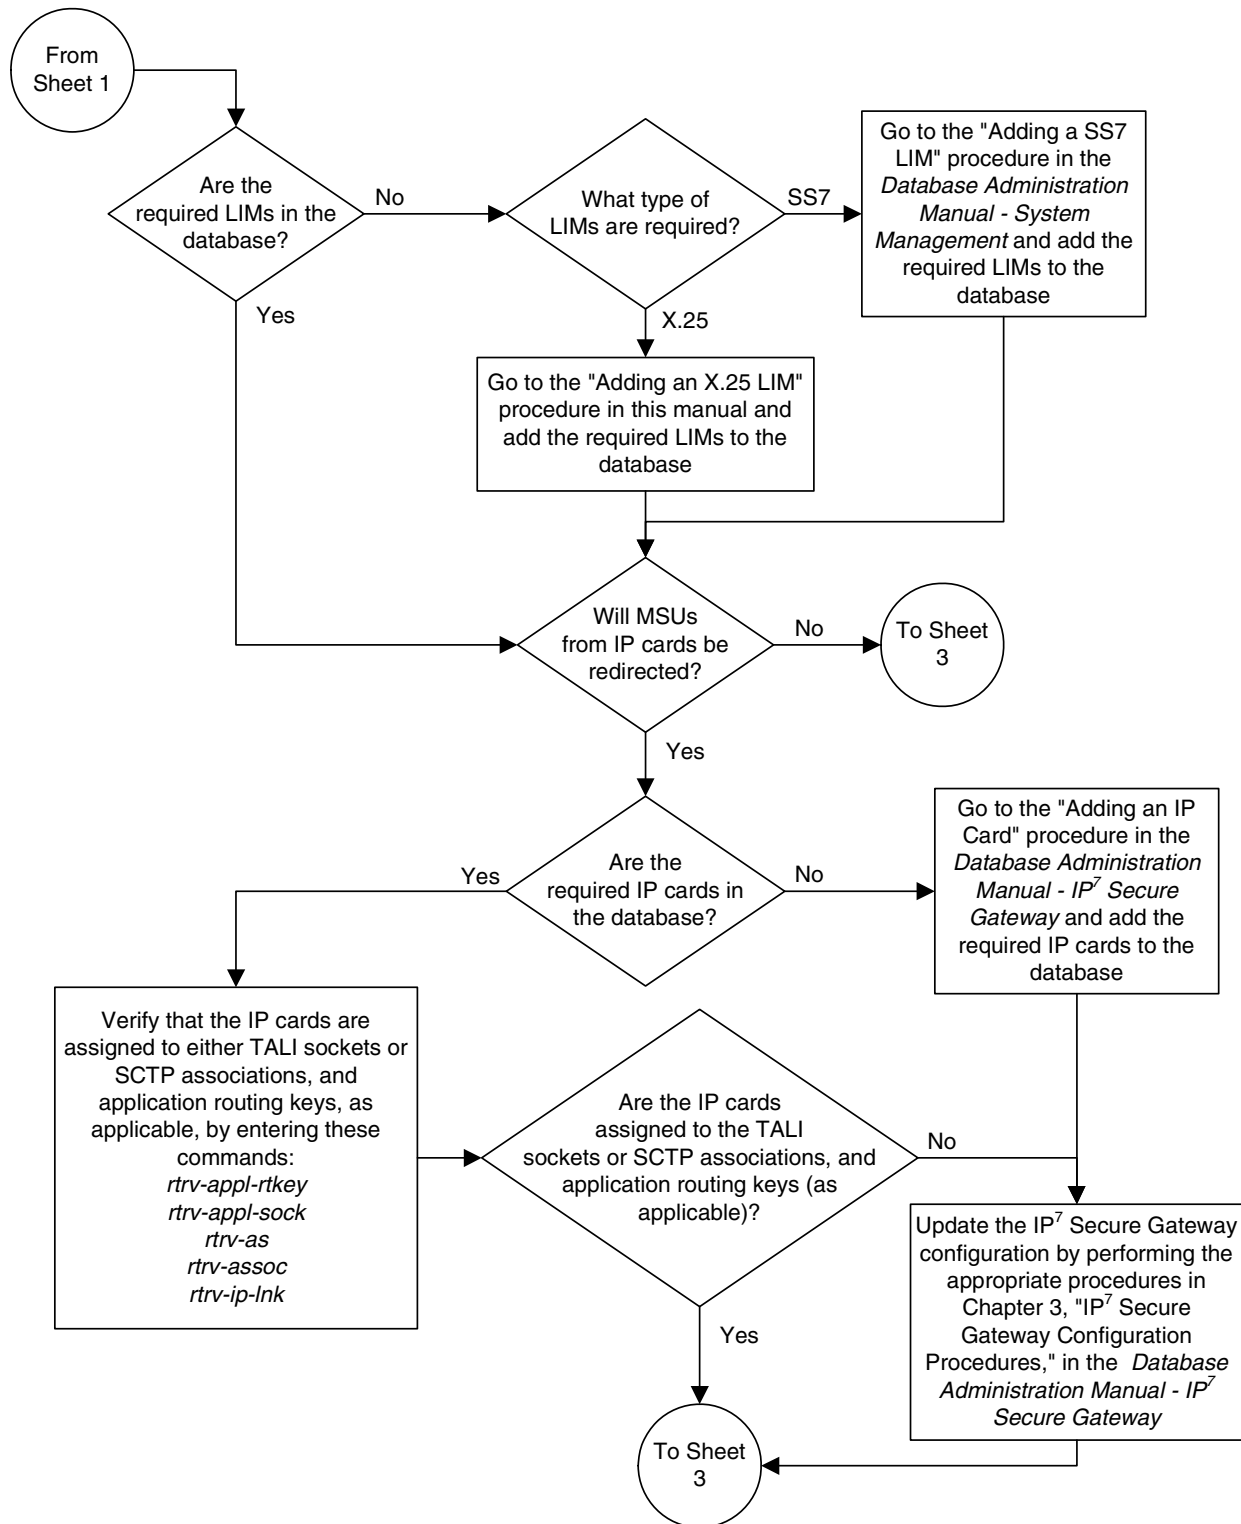 From
Sheet 1
Are the
required LIMs in the
database?
No
Yes
What type of
LIMs are required?
SS7
X.25
Go to the "Adding a SS7
LIM" procedure in the
Database Administration
Manual - System
Management and add the
required LIMs to the
database
Go to the "Adding an X.25 LIM"
procedure in this manual and
add the required LIMs to the
database
Will MSUs
from IP cards be
redirected?
No
To Sheet
3
Yes
Are the
required IP cards in
the database?
Yes
No
Go to the "Adding an IP
Card" procedure in the
Database Administration
Manual - IP⁷ Secure
Gateway and add the
required IP cards to the
database
Verify that the IP cards are
assigned to either TALI sockets or
SCTP associations, and
application routing keys, as
applicable, by entering these
commands:
rtrv-appl-rtkey
rtrv-appl-sock
rtrv-as
rtrv-assoc
rtrv-ip-lnk
Are the IP cards
assigned to the TALI
sockets or SCTP associations, and
application routing keys (as
applicable)?
No
Yes
Update the IP⁷ Secure Gateway
configuration by performing the
appropriate procedures in
Chapter 3, "IP⁷ Secure
Gateway Configuration
Procedures," in the Database
Administration Manual - IP⁷
Secure Gateway
To Sheet
3